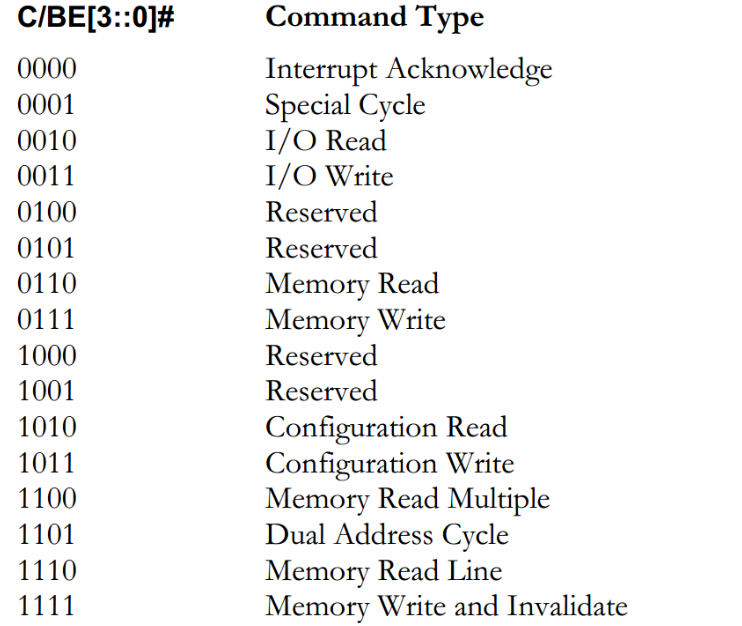 C/BE[3::0]# Command Type
0000 Interrupt Acknowledge
0001 Special Cycle
0010 I/O Read
0011 I/O Write
0100 Reserved
0101 Reserved
0110 Memory Read
0111 Memory Write
1000 Reserved
1001 Reserved
1010 Configuration Read
1011 Configuration Write
1100 Memory Read Multiple
1101 Dual Address Cycle
1110 Memory Read Line
1111 Memory Write and Invalidate